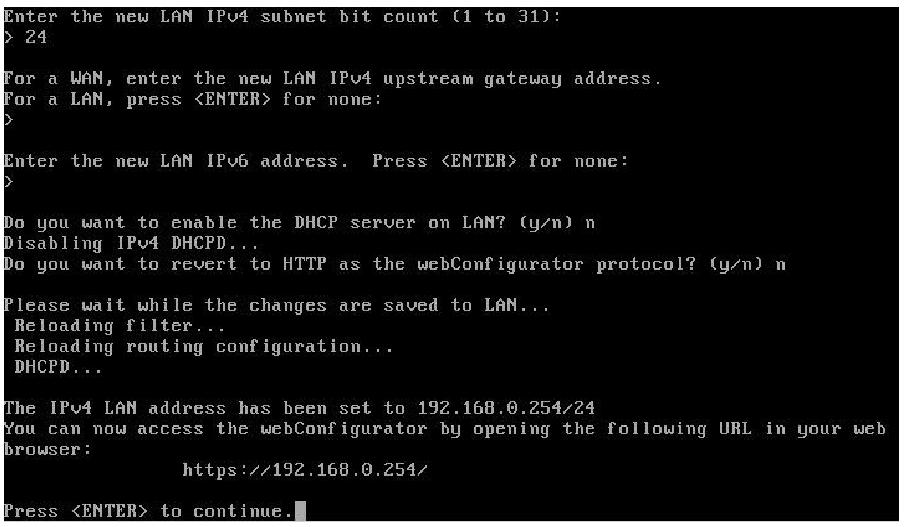 Enter the new LAN IPv4 subnet bit count (1 to 31):
> 24
For a WAN, enter the new LAN IPv4 upstream gateway address.
For a LAN, press <ENTER> for none:
>
Enter the new LAN IPv6 address.  Press <ENTER> for none:
>
Do you want to enable the DHCP server on LAN? (y/n) n
Disabling IPv4 DHCPD...
Do you want to revert to HTTP as the webConfigurator protocol? (y/n) n
Please wait while the changes are saved to LAN...
 Reloading filter...
 Reloading routing configuration...
 DHCPD...
The IPv4 LAN address has been set to 192.168.0.254/24
You can now access the webConfigurator by opening the following URL in your web
browser:
                https://192.168.0.254/
Press <ENTER> to continue.